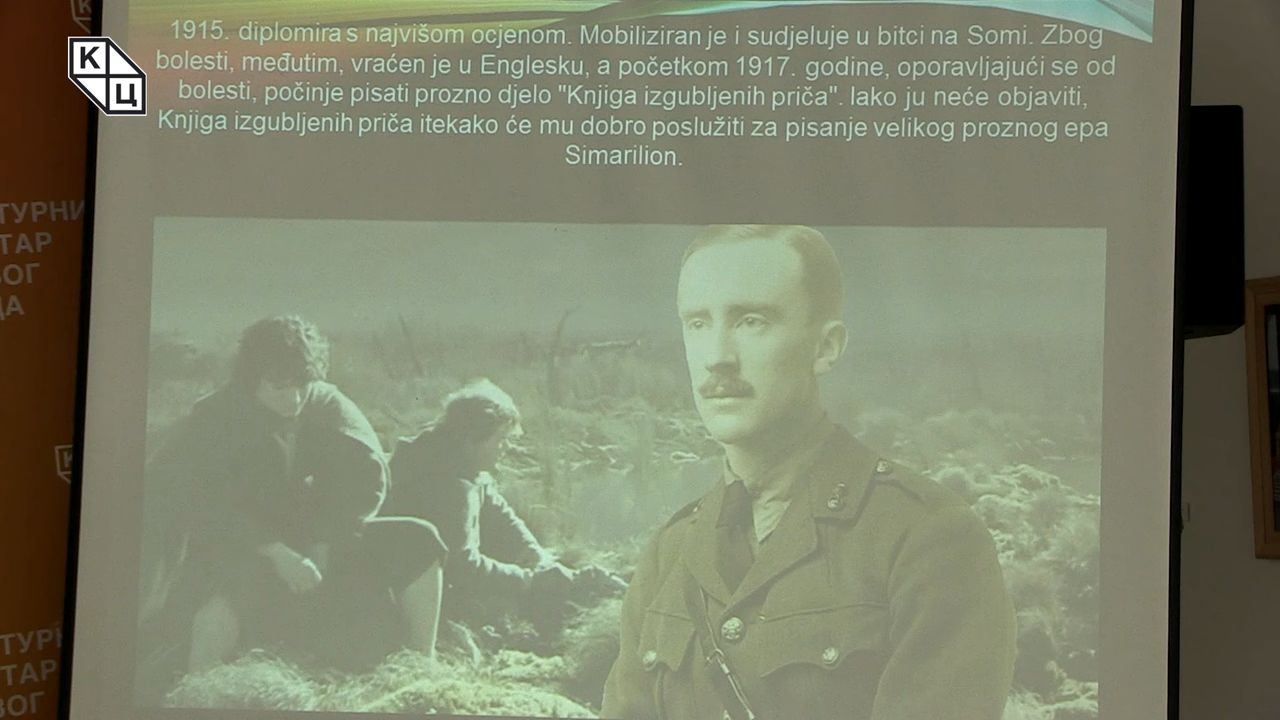 1915. diplomira s najvišom ocjenom. Mobiliziran je i sudjeluje u bitci na Somi. Zbog
bolesti, međutim, vraćen je u Englesku, a početkom 1917. godine, oporavljajući se od
bolesti, počinje pisati prozno djelo "Knjiga izgubljenih priča". Iako ju neće objaviti,
Knjiga izgubljenih priča itekako će mu dobro poslužiti za pisanje velikog proznog epa
Simarilion.
К
Ц
ТУРНИ
ТАР
ВОГ
ДА
ТУРН
ТАР
ВОГ